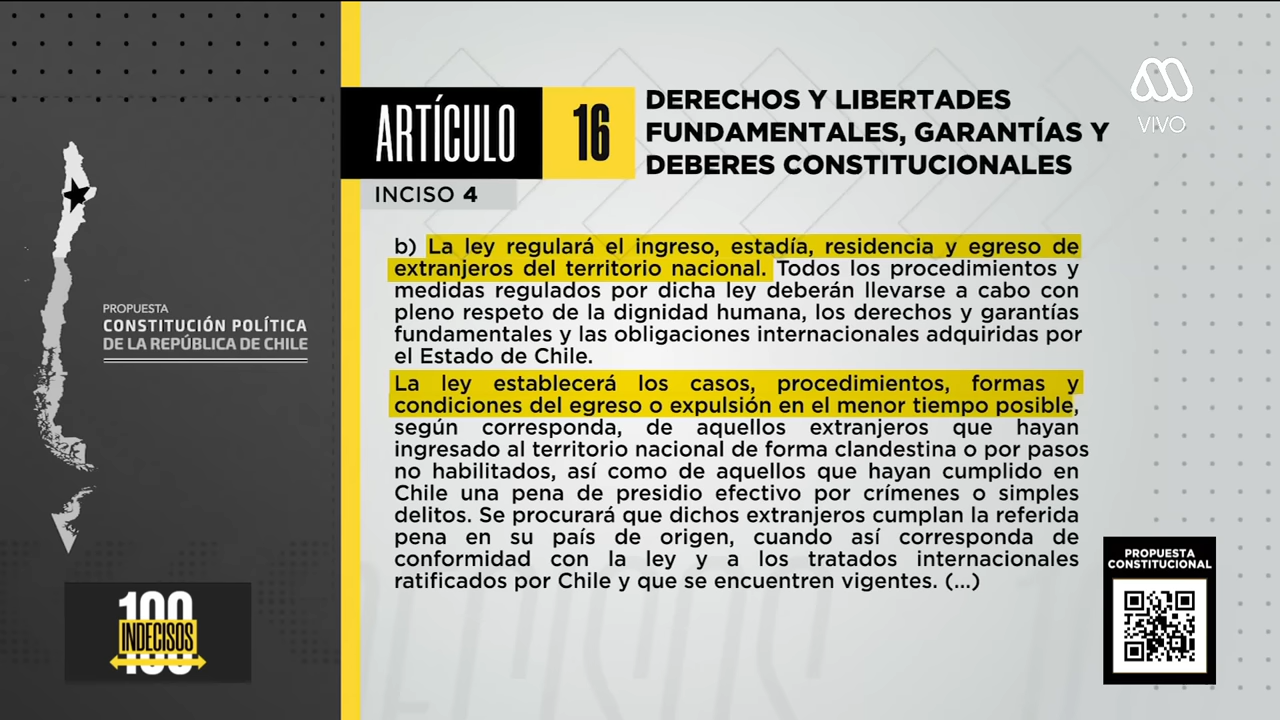 ARTÍCULO 16
DERECHOS Y LIBERTADES
FUNDAMENTALES, GARANTÍAS Y
DEBERES CONSTITUCIONALES
VIVO
INCISO 4
b) La ley regulará el ingreso, estadía, residencia y egreso de
extranjeros del territorio nacional. Todos los procedimientos y
medidas regulados por dicha ley deberán llevarse a cabo con
pleno respeto de la dignidad humana, los derechos y garantías
fundamentales y las obligaciones internacionales adquiridas por
el Estado de Chile.
La ley establecerá los casos, procedimientos, formas y
condiciones del egreso o expulsión en el menor tiempo posible,
según corresponda, de aquellos extranjeros que hayan
ingresado al territorio nacional de forma clandestina o por pasos
no habilitados, así como de aquellos que hayan cumplido en
Chile una pena de presidio efectivo por crímenes o simples
delitos. Se procurará que dichos extranjeros cumplan la referida
pena en su país de origen, cuando así corresponda de
conformidad con la ley y a los tratados internacionales
ratificados por Chile y que se encuentren vigentes. (...)
PROPUESTA
CONSTITUCIÓN POLÍTICA
DE LA REPÚBLICA DE CHILE
100
INDECISOS
PROPUESTA
CONSTITUCIONAL